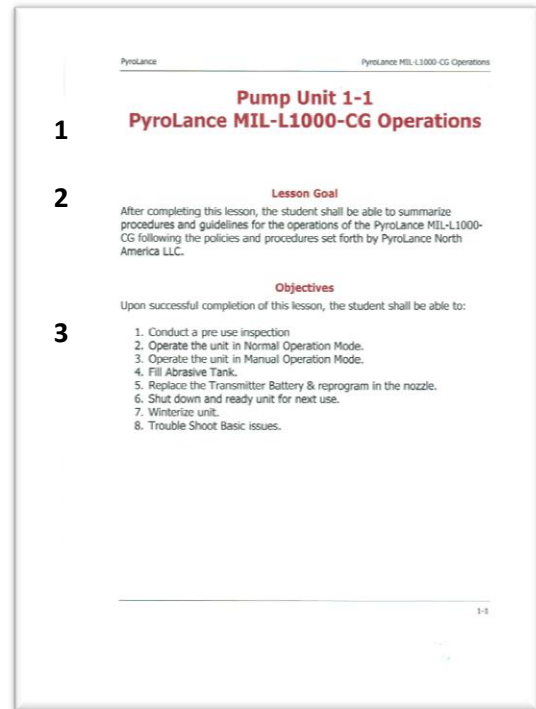 PyroLance PyroLance MIL-L1000-CG Operations
Pump Unit 1-1
1 PyroLance MIL-L1000-CG Operations
2 Lesson Goal
After completing this lesson, the student shall be able to summarize
procedures and guidelines for the operations of the PyroLance MIL-L1000-
CG following the policies and procedures set forth by PyroLance North
America LLC.
Objectives
Upon successful completion of this lesson, the student shall be able to:
3 1. Conduct a pre use inspection
2. Operate the unit in Normal Operation Mode.
3. Operate the unit in Manual Operation Mode.
4. Fill Abrasive Tank.
5. Replace the Transmitter Battery & reprogram in the nozzle.
6. Shut down and ready unit for next use.
7. Winterize unit.
8. Trouble Shoot Basic issues.
1-1